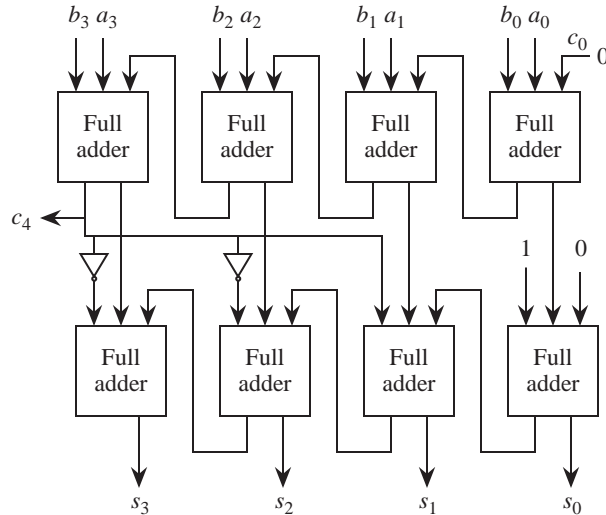 b₃ a₃ b₂ a₂ b₁ a₁ b₀ a₀
c₀
0
Full adder
Full adder
Full adder
Full adder
c₄
1 0
Full adder
Full adder
Full adder
Full adder
s₃ s₂ s₁ s₀